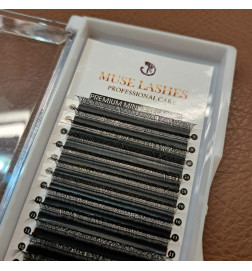 MUSE LASHES
PROFESSIONAL CARE
PREMIUM MINK